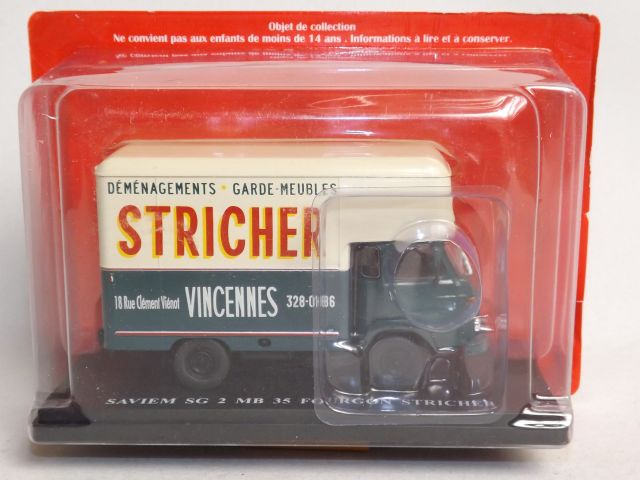 Objet de collection
Ne convient pas aux enfants de moins de 14 ans. Informations à lire et à conserver.
DÉMÉNAGEMENTS · GARDE-MEUBLES
STRICHER
18 Rue Clément Viénot VINCENNES 328-01-86
SAVIEM SG 2 MB 35 FOURGON STRICHER